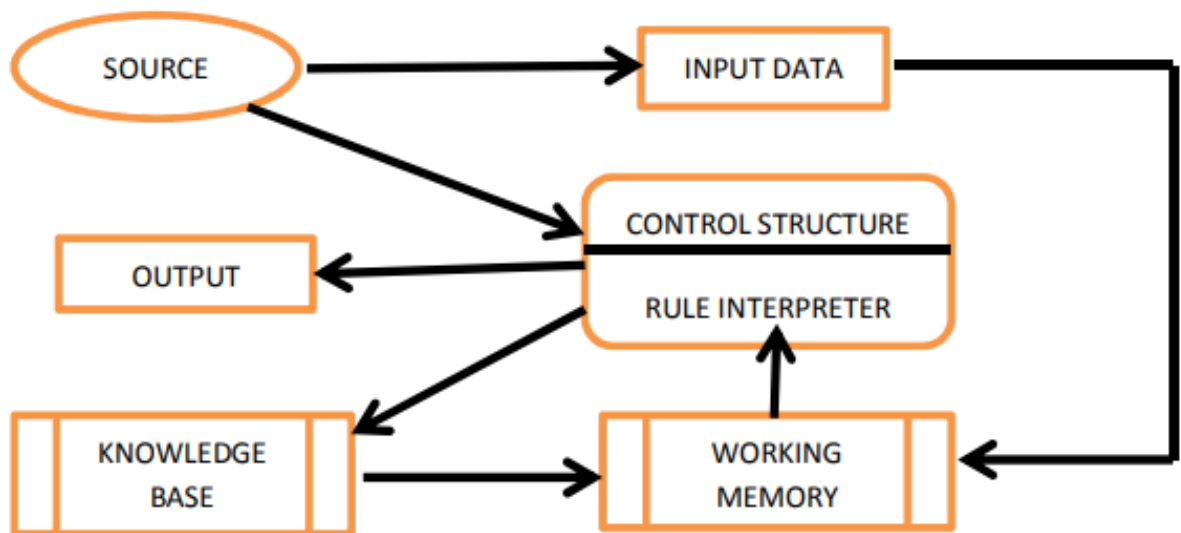 SOURCE
INPUT DATA
CONTROL STRUCTURE
OUTPUT
RULE INTERPRETER
KNOWLEDGE
BASE
WORKING
MEMORY